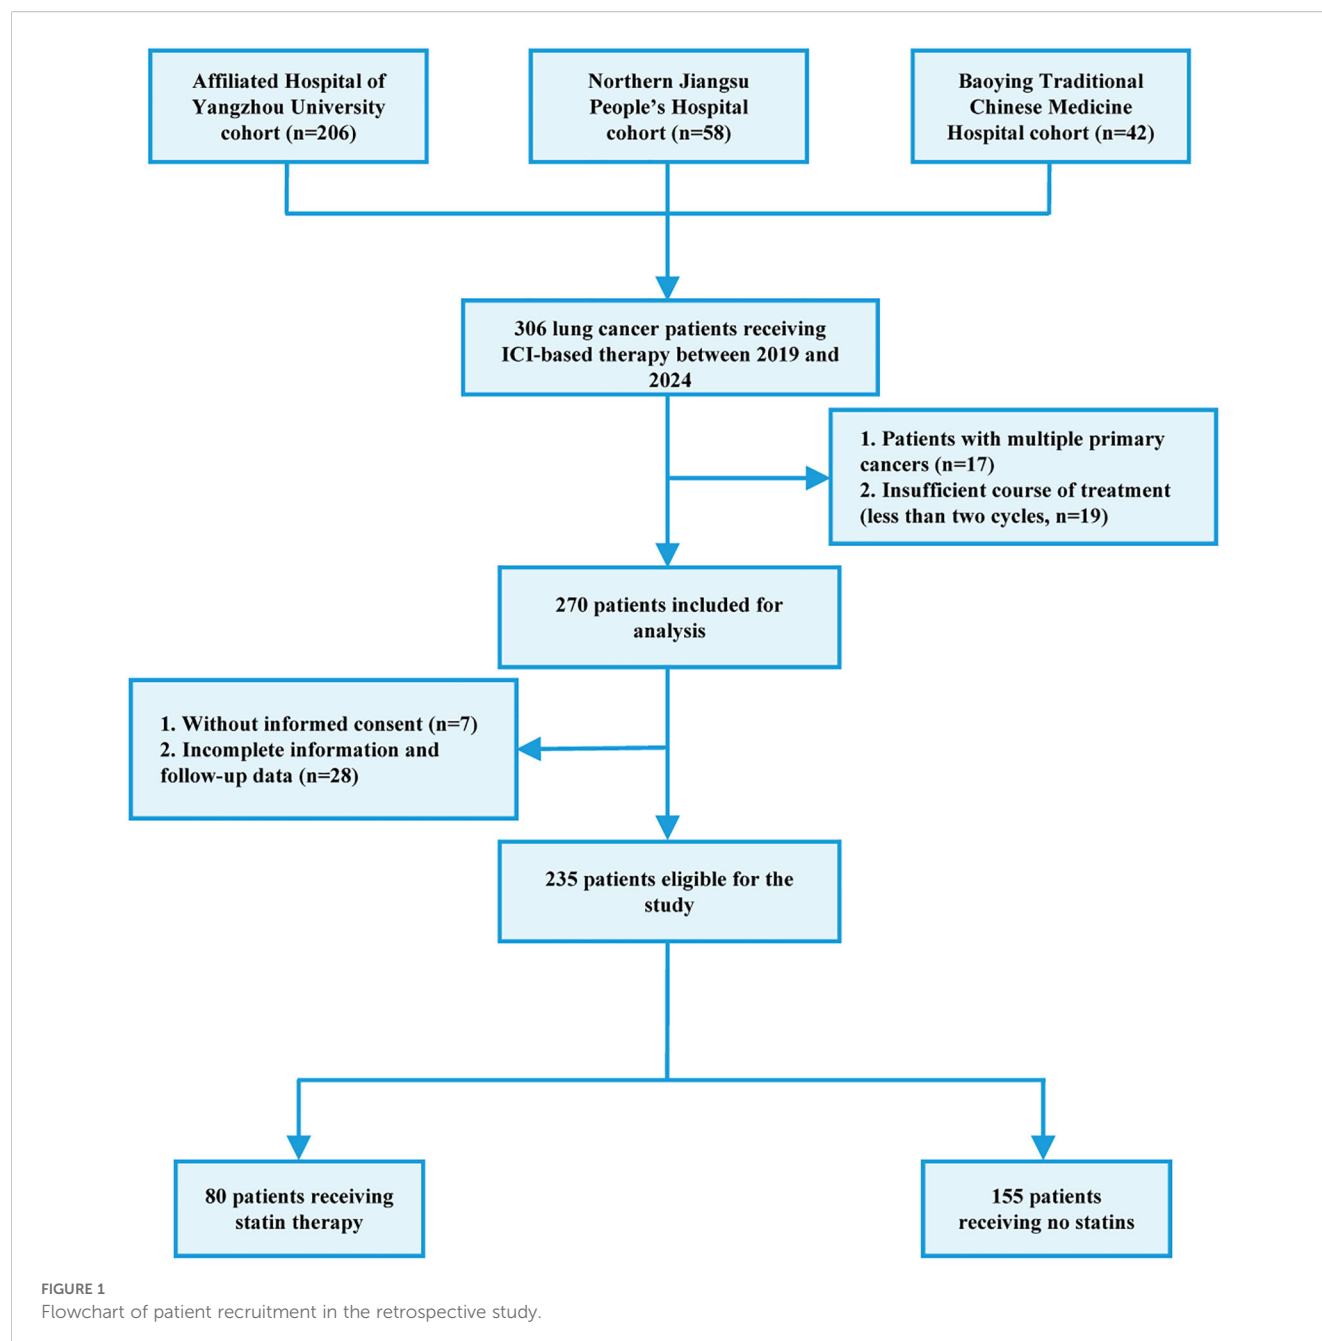 Affiliated Hospital of
Yangzhou University
cohort (n=206)
Northern Jiangsu
People's Hospital
cohort (n=58)
Baoying Traditional
Chinese Medicine
Hospital cohort (n=42)
306 lung cancer patients receiving
ICI-based therapy between 2019 and
2024
1. Patients with multiple primary
cancers (n=17)
2. Insufficient course of treatment
(less than two cycles, n=19)
270 patients included for
analysis
1. Without informed consent (n=7)
2. Incomplete information and
follow-up data (n=28)
235 patients eligible for the
study
80 patients receiving
statin therapy
155 patients
receiving no statins
FIGURE 1
Flowchart of patient recruitment in the retrospective study.